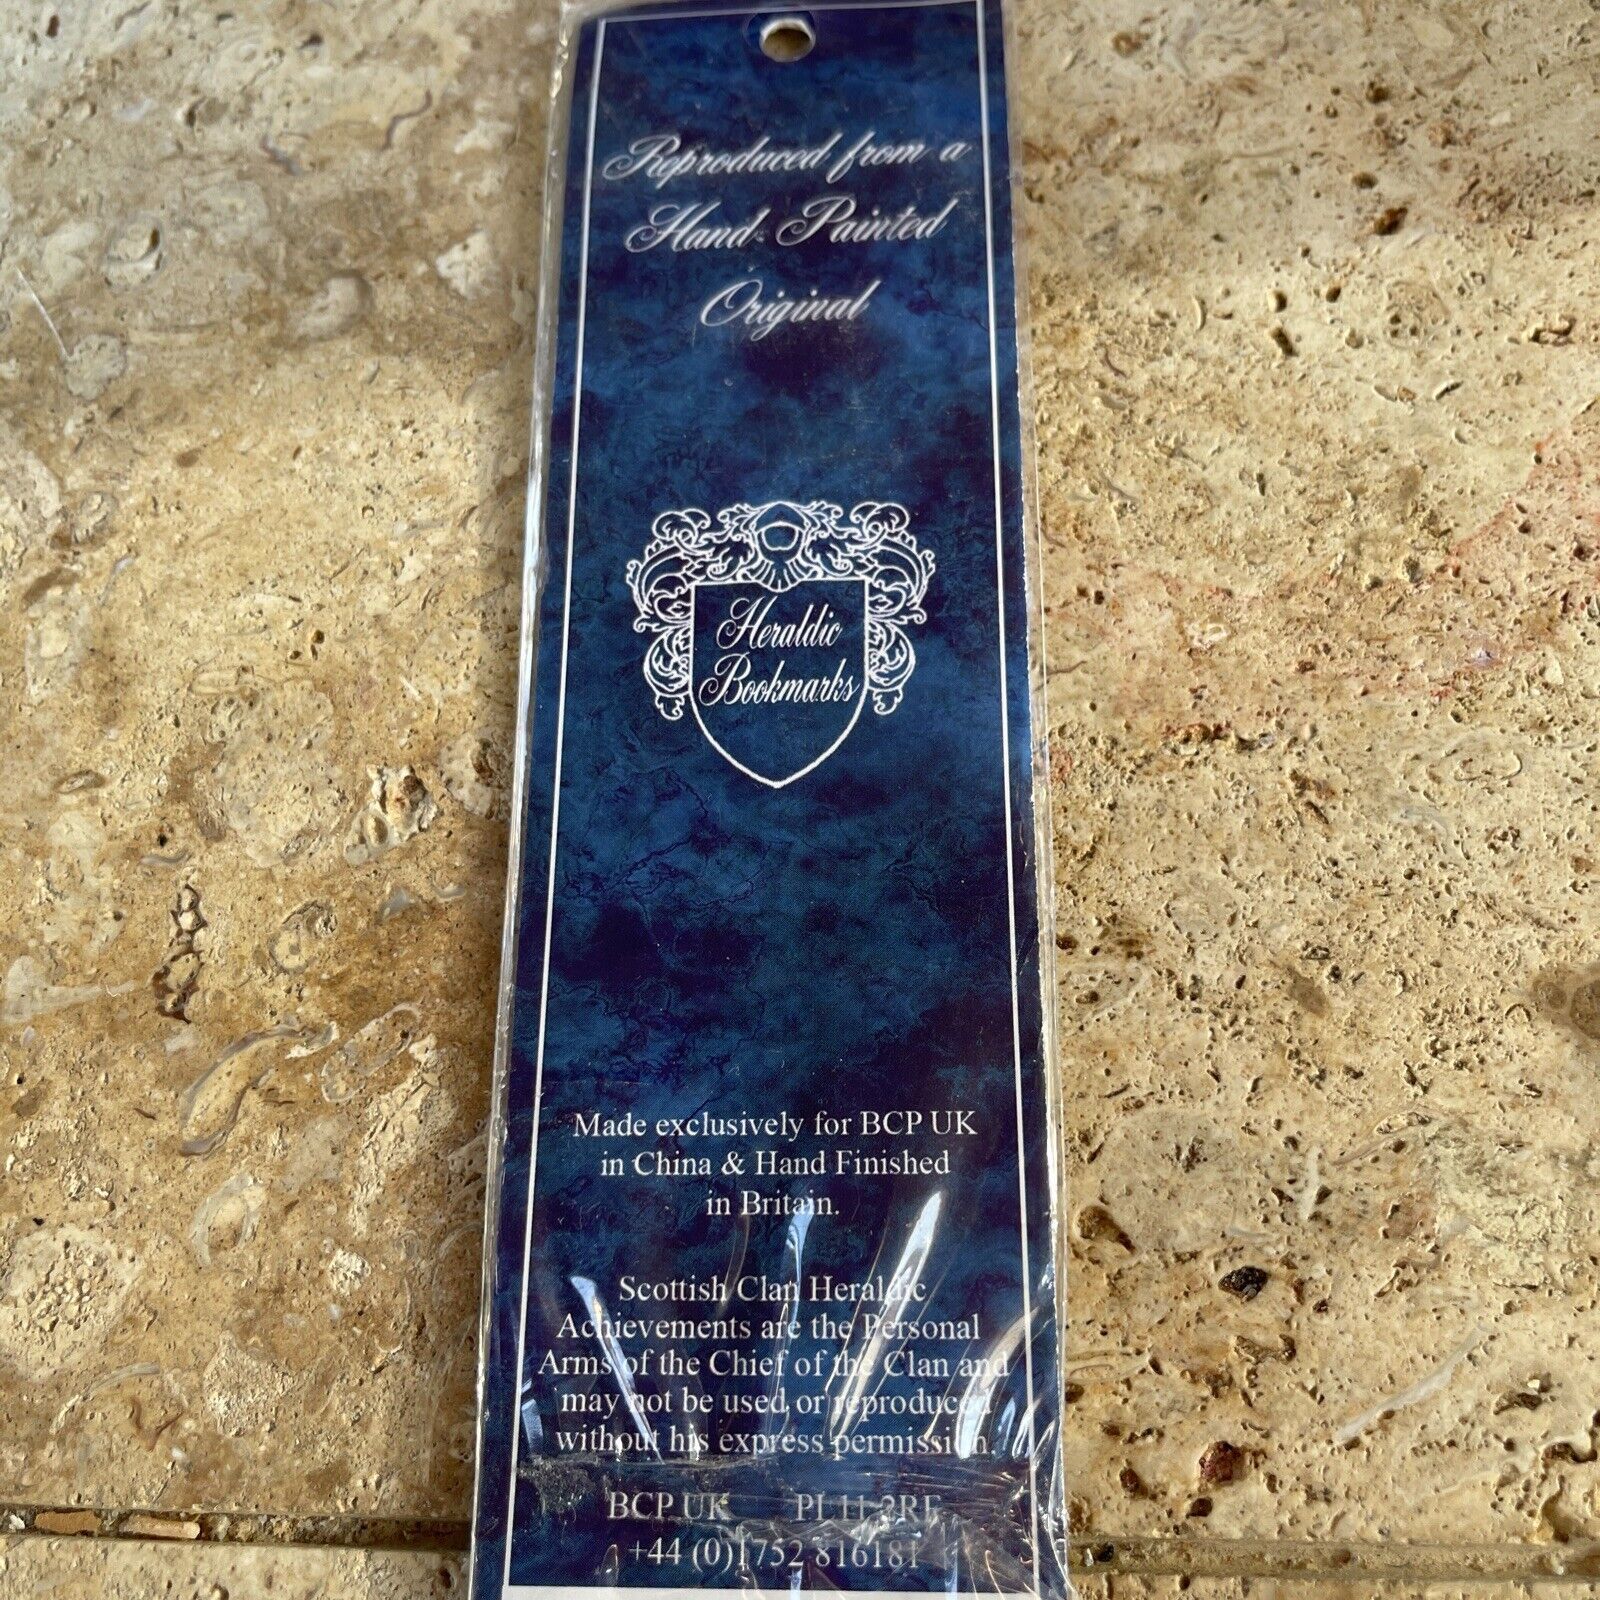 Reproduced from a
Hand Painted
Original
Heraldic
Bookmarks
Made exclusively for BCP UK
in China & Hand Finished
in Britain.
Scottish Clan Heraldic
Achievements are the Personal
Arms of the Chief of the Clan and
may not be used or reproduced
without his express permission.
BCP UK PL11 2RF
+44 (0)1752 816181